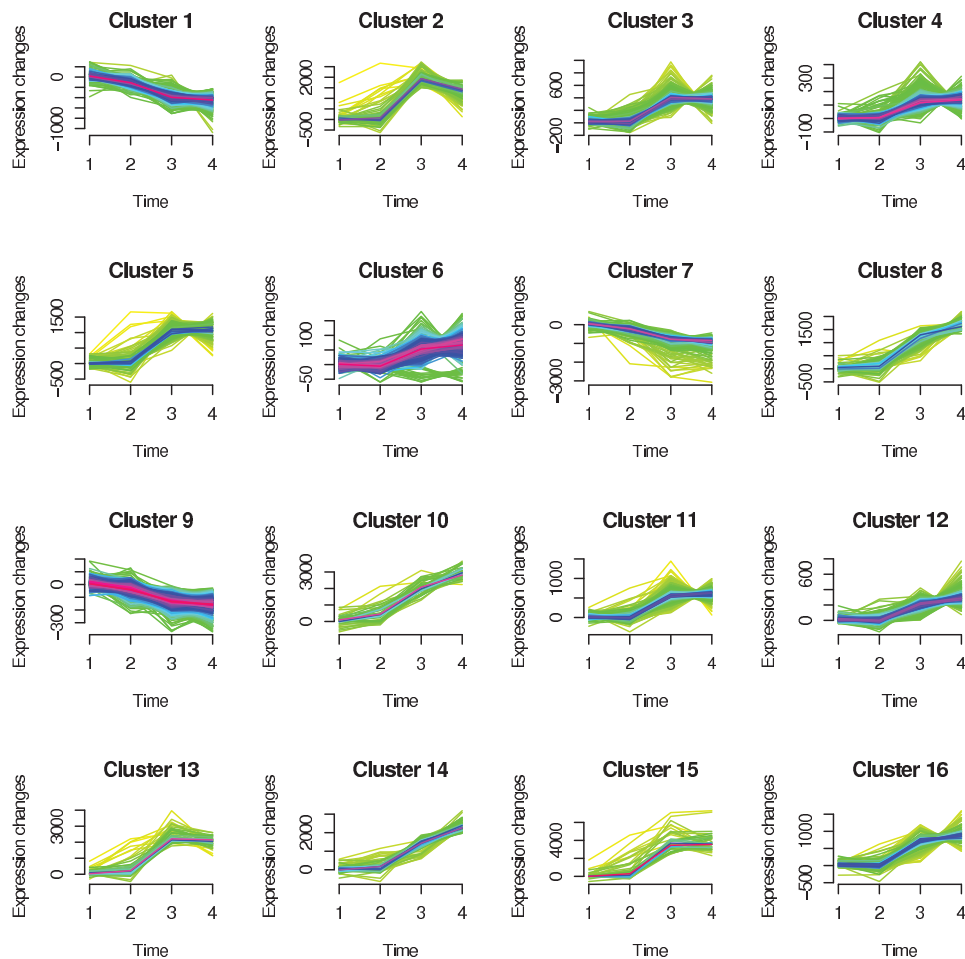 Cluster 1 Cluster 2 Cluster 3 Cluster 4
Expression changes Expression changes Expression changes Expression changes
0 2000 600 300
−1000 −500 −200 −100
1 2 3 4 1 2 3 4 1 2 3 4 1 2 3 4
Time Time Time Time
Cluster 5 Cluster 6 Cluster 7 Cluster 8
Expression changes Expression changes Expression changes Expression changes
1500 100 0 1500
−500 −50 −3000 −500
1 2 3 4 1 2 3 4 1 2 3 4 1 2 3 4
Time Time Time Time
Cluster 9 Cluster 10 Cluster 11 Cluster 12
Expression changes Expression changes Expression changes Expression changes
0 3000 1000 600
−300 0 0 0
1 2 3 4 1 2 3 4 1 2 3 4 1 2 3 4
Time Time Time Time
Cluster 13 Cluster 14 Cluster 15 Cluster 16
Expression changes Expression changes Expression changes Expression changes
3000 2000 4000 1000
0 0 0 −500
1 2 3 4 1 2 3 4 1 2 3 4 1 2 3 4
Time Time Time Time